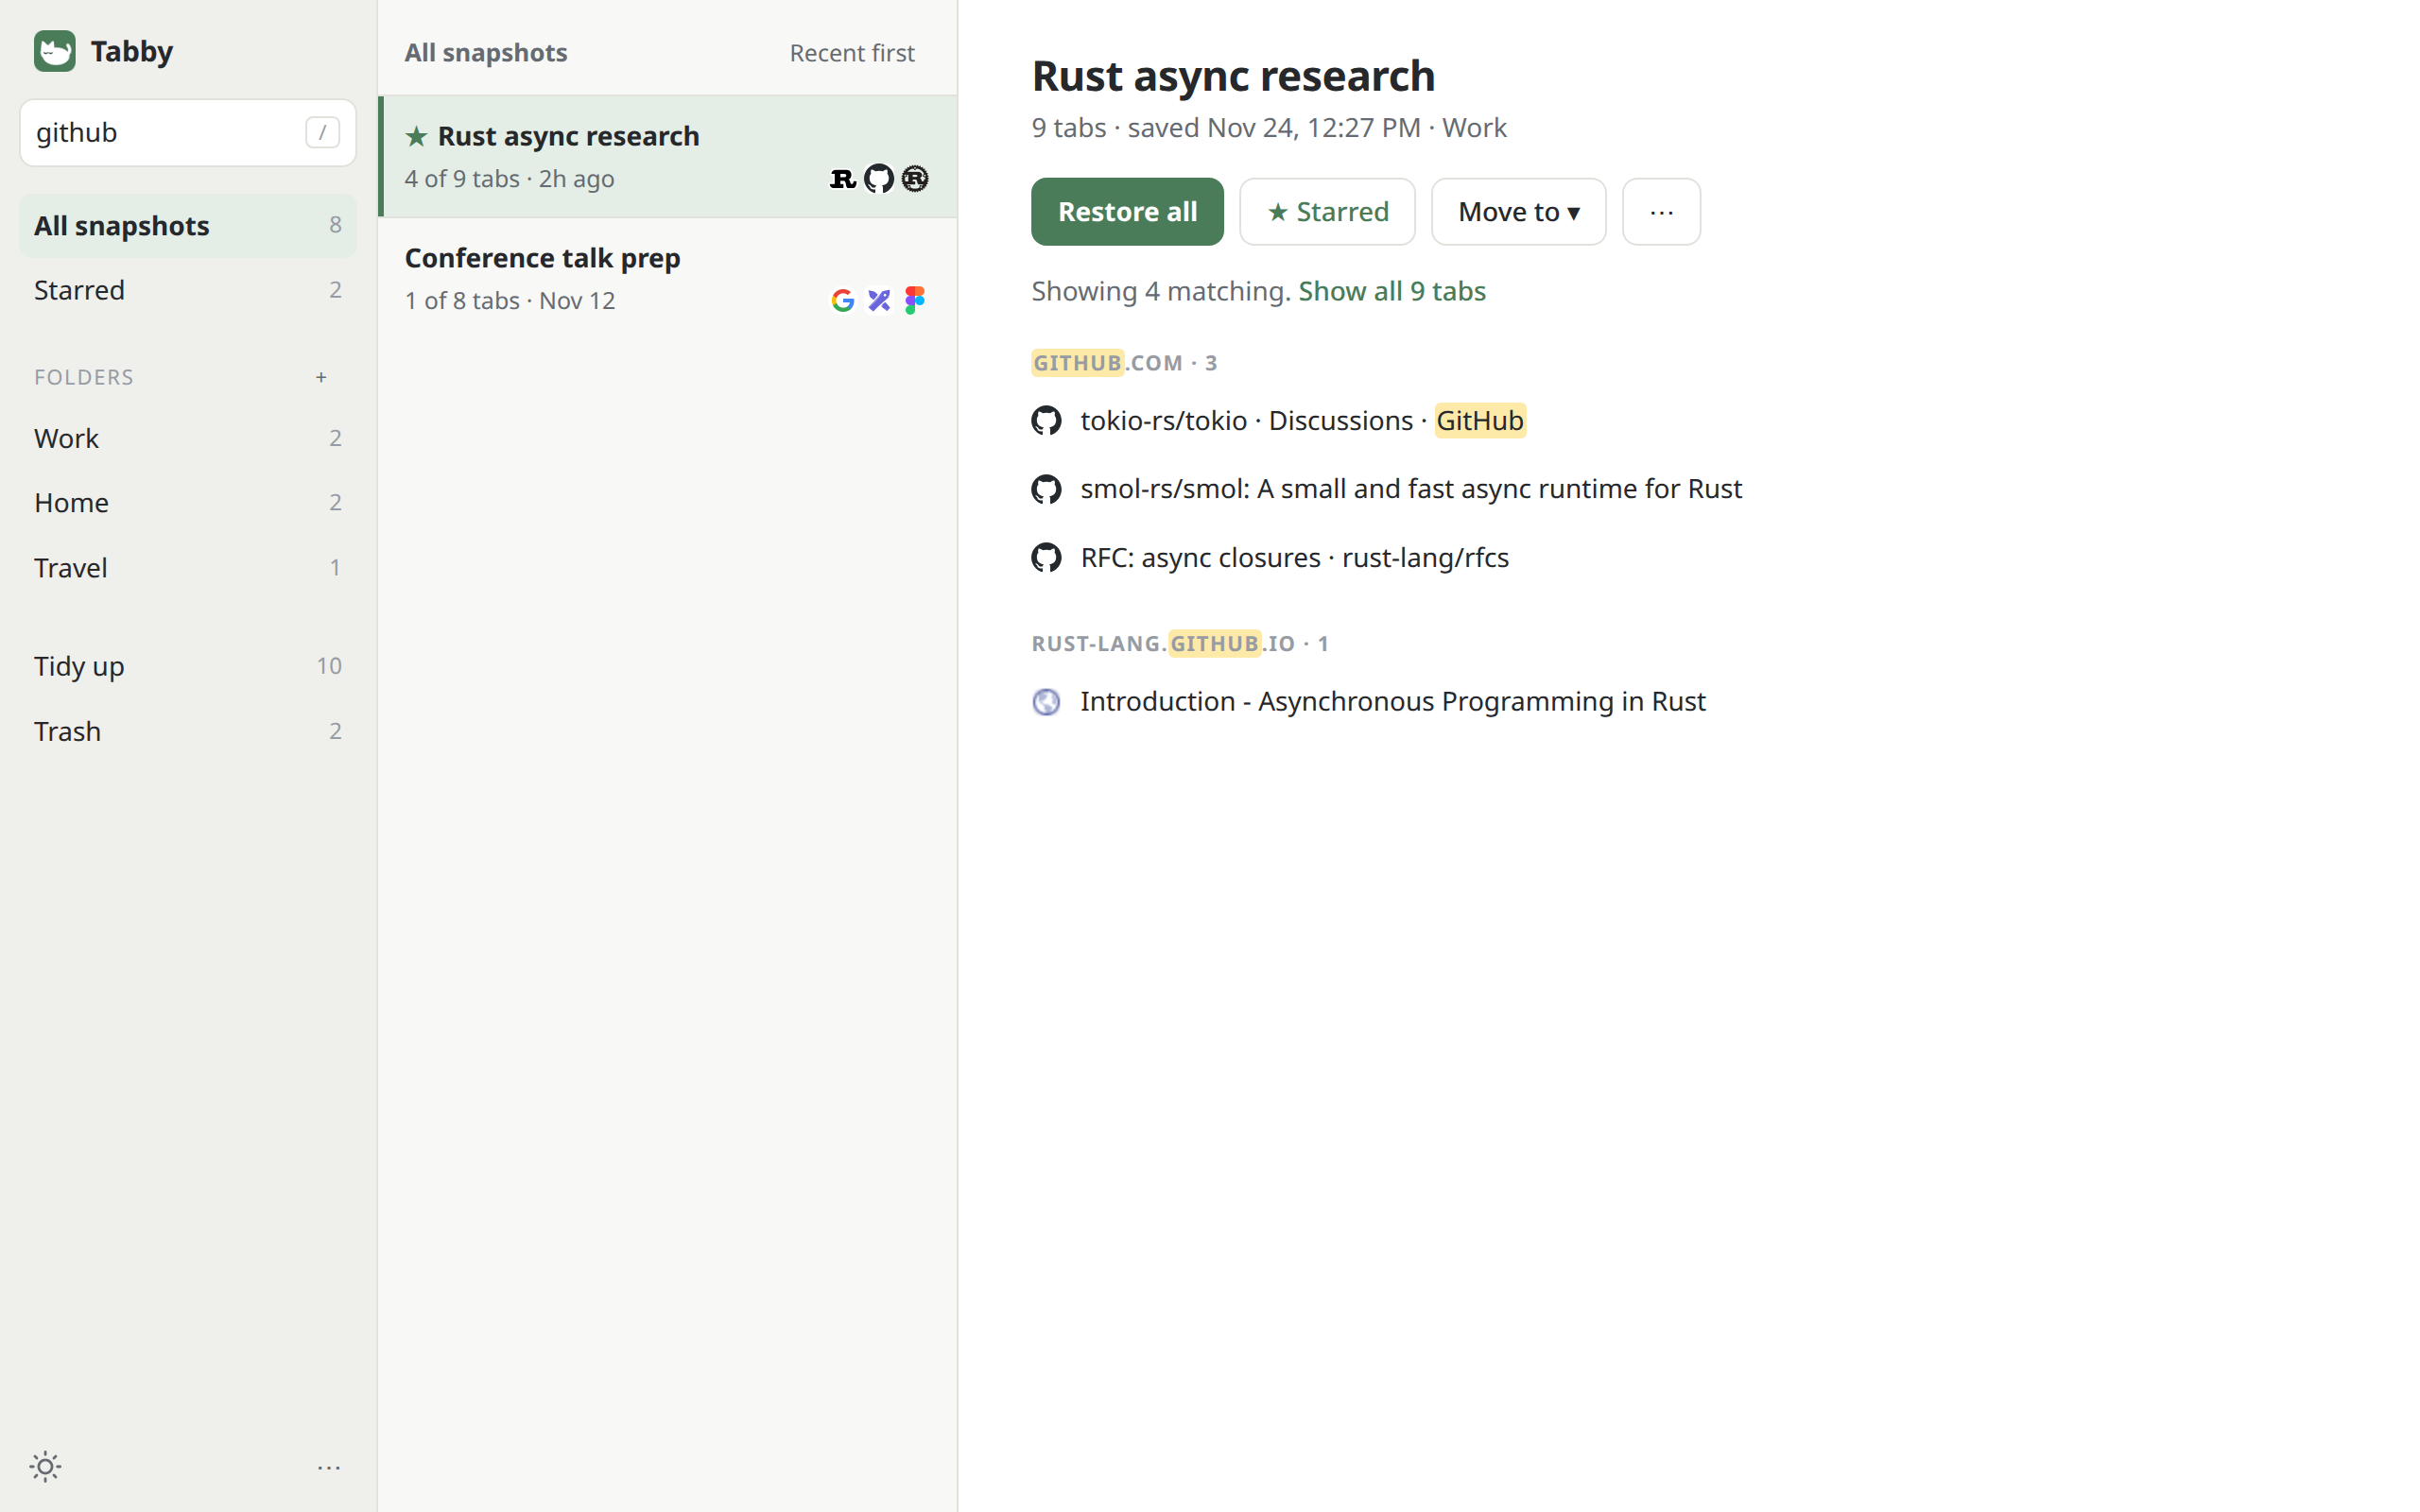 Tabby
github /
All snapshots 8
Starred 2
FOLDERS +
Work 2
Home 2
Travel 1
Tidy up 10
Trash 2
...
All snapshots Recent first
★ Rust async research
4 of 9 tabs · 2h ago
Conference talk prep
1 of 8 tabs · Nov 12
Rust async research
9 tabs · saved Nov 24, 12:27 PM · Work
Restore all ★ Starred Move to ▾ ...
Showing 4 matching. Show all 9 tabs
GITHUB.COM · 3
tokio-rs/tokio · Discussions · GitHub
smol-rs/smol: A small and fast async runtime for Rust
RFC: async closures · rust-lang/rfcs
RUST-LANG.GITHUB.IO · 1
Introduction - Asynchronous Programming in Rust